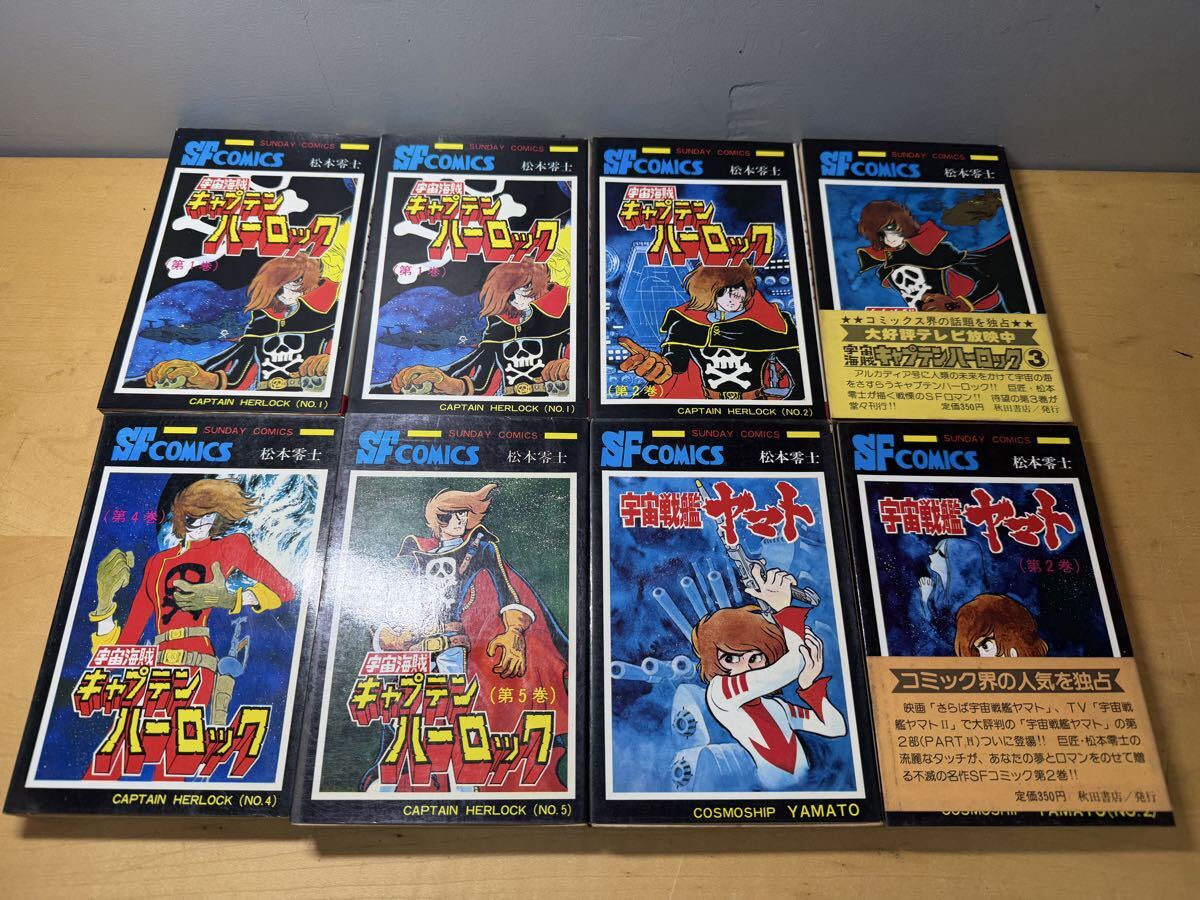 SUNDAY COMICS
SF COMICS
松本零士
宇宙海賊
キャプテン
ハーロック
(第1巻)
CAPTAIN HERLOCK (NO.1)
SUNDAY COMICS
SF COMICS
松本零士
宇宙海賊
キャプテン
ハーロック
(第1巻)
CAPTAIN HERLOCK (NO.1)
SUNDAY COMICS
SF COMICS
松本零士
宇宙海賊
キャプテン
ハーロック
(第2巻)
CAPTAIN HERLOCK (NO.2)
SUNDAY COMICS
SF COMICS
松本零士
★★コミックス界の話題を独占★★
大好評テレビ放映中
宇宙海賊キャプテンハーロック3
アルカディア号に人類の未来をかけて宇宙の海
をさすらうキャプテンハーロック!! 巨匠・松本
零士が描く戦慄のSFロマン!! 待望の第3巻が
堂々刊行!! 定価350円 秋田書店/発行
SUNDAY COMICS
SF COMICS
松本零士
(第4巻)
宇宙海賊
キャプテン
ハーロック
CAPTAIN HERLOCK (NO.4)
SUNDAY COMICS
SF COMICS
松本零士
宇宙海賊
キャプテン
(第5巻)
ハーロック
CAPTAIN HERLOCK (NO.5)
SUNDAY COMICS
SF COMICS
松本零士
宇宙戦艦ヤマト
COSMOSHIP YAMATO
SUNDAY COMICS
SF COMICS
松本零士
宇宙戦艦ヤマト
(第2巻)
コミック界の人気を独占
映画「さらば宇宙戦艦ヤマト」、TV「宇宙戦
艦ヤマトII」で大評判の「宇宙戦艦ヤマト」の第
2部(PART II)ついに登場!! 巨匠・松本零士の
流麗なタッチが、あなたの夢とロマンをのせて贈
る不滅の名作SFコミック第2巻!!
定価350円 秋田書店/発行
COSMOSHIP YAMATO(NO.2)